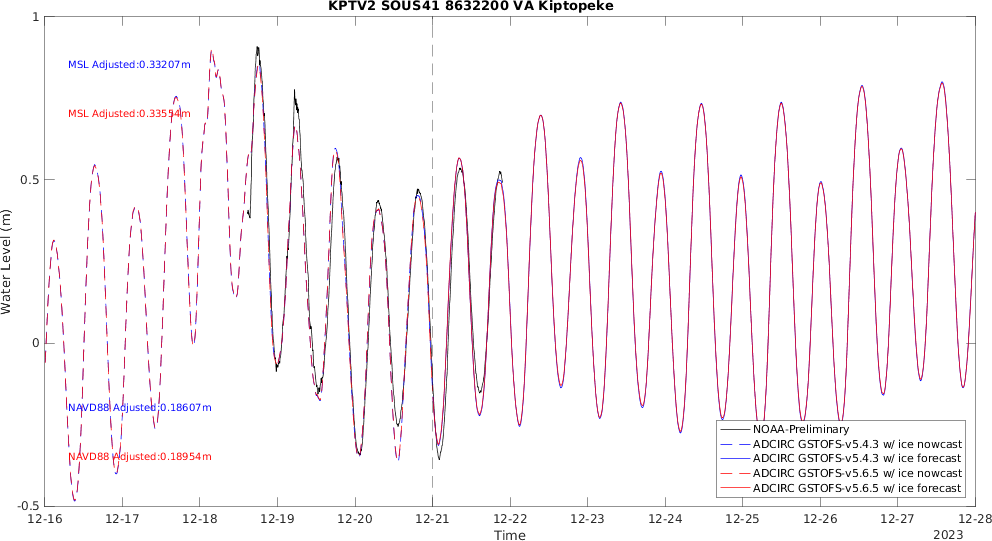 KPTV2 SOUS41 8632200 VA Kiptopeke
1
MSL Adjusted:0.33207m
MSL Adjusted:0.33554m
0.5
Water Level (m)
0
NAVD88 Adjusted:0.18607m
NAVD88 Adjusted:0.18954m
NOAA-Preliminary
ADCIRC GSTOFS-v5.4.3 w/ ice nowcast
ADCIRC GSTOFS-v5.4.3 w/ ice forecast
ADCIRC GSTOFS-v5.6.5 w/ ice nowcast
ADCIRC GSTOFS-v5.6.5 w/ ice forecast
-0.5
12-16 12-17 12-18 12-19 12-20 12-21 12-22 12-23 12-24 12-25 12-26 12-27 12-28
Time
2023